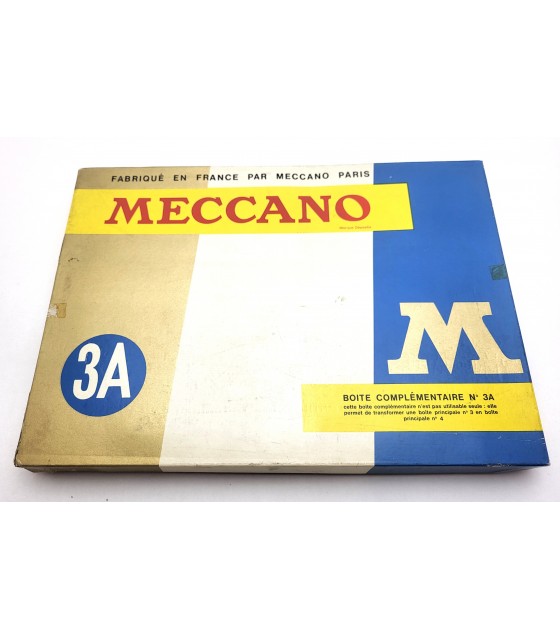 FABRIQUÉ EN FRANCE PAR MECCANO PARIS
MECCANO
M
3A
BOITE COMPLÉMENTAIRE N° 3A
cette boite complémentaire n'est pas utilisable seule : elle
permet de transformer une boite principale n° 3 en boite
principale n° 4